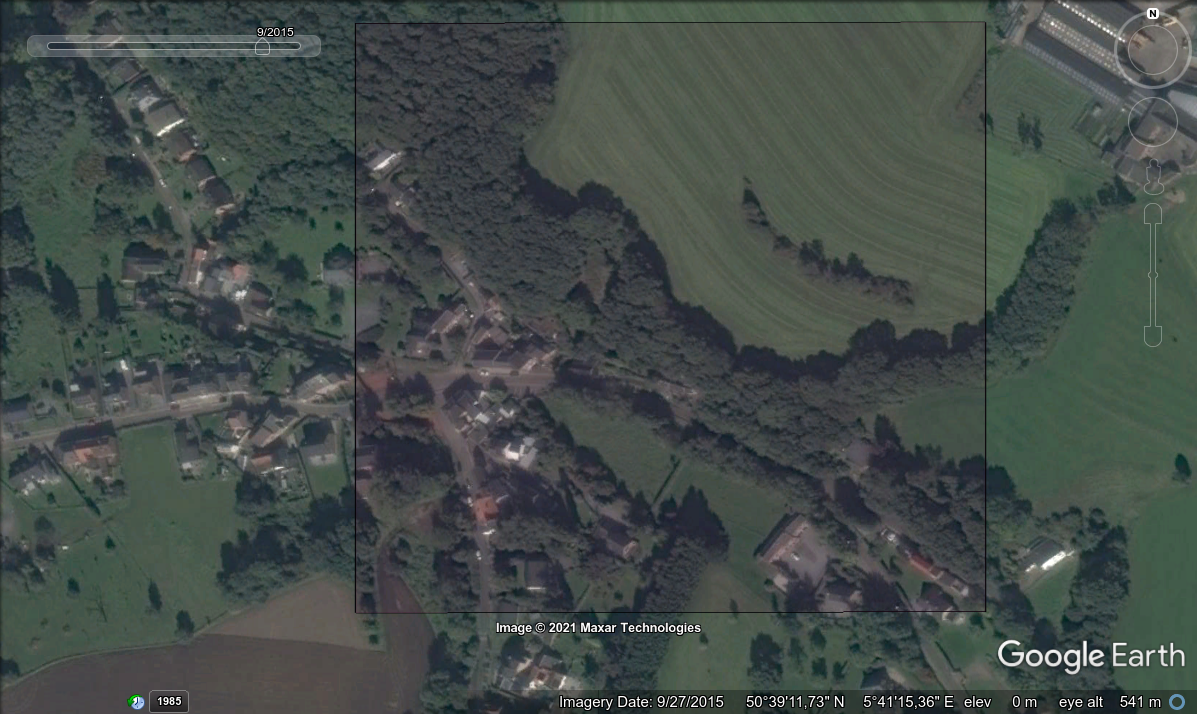 9/2015
N
Image © 2021 Maxar Technologies
Google Earth
1985
Imagery Date: 9/27/2015 50°39'11,73" N 5°41'15,36" E elev 0 m eye alt 541 m